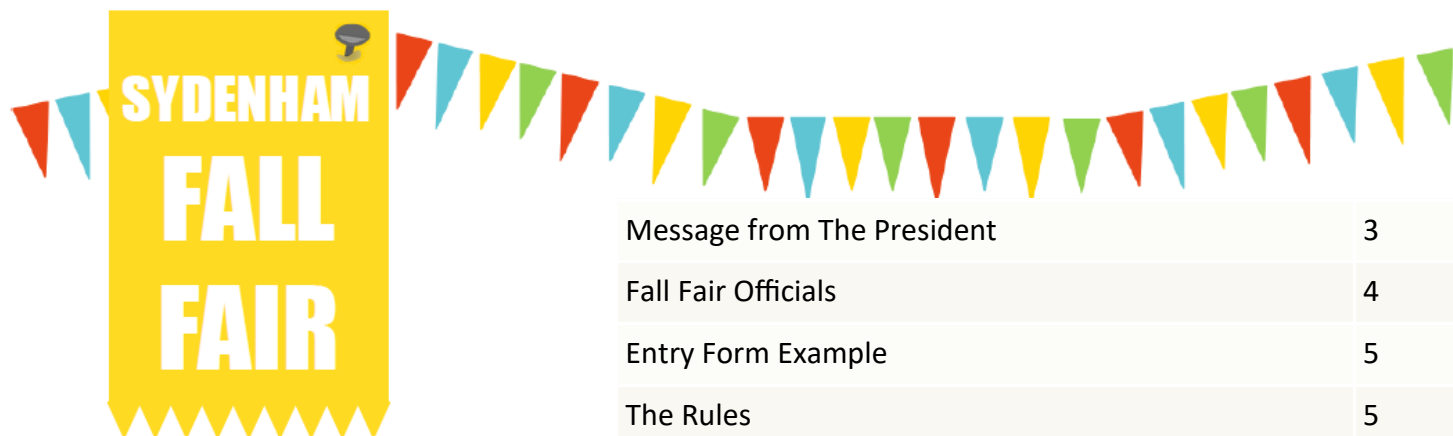 SYDENHAM
FALL
FAIR
Message from The President 3
Fall Fair Officials 4
Entry Form Example 5
The Rules 5